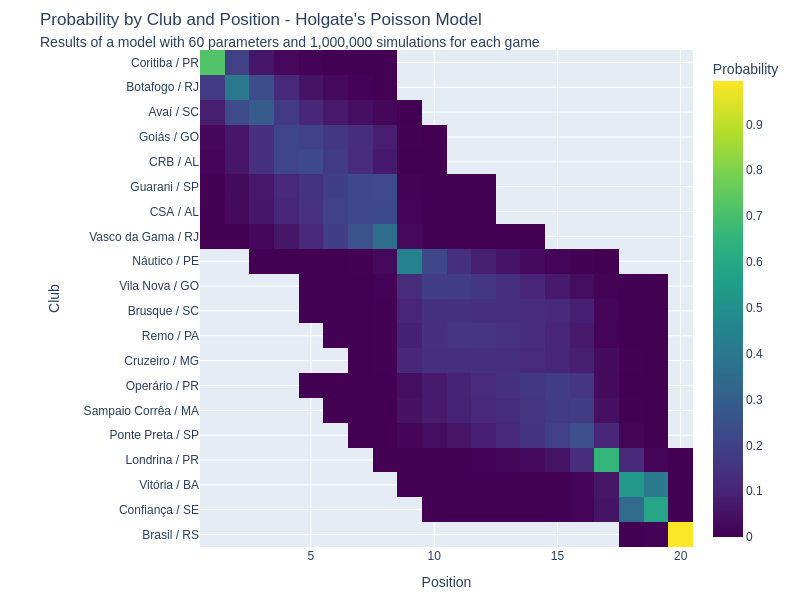 Probability by Club and Position - Holgate's Poisson Model
Results of a model with 60 parameters and 1,000,000 simulations for each game
Probability
Club
Coritiba / PR
Botafogo / RJ
Avaí / SC
Goiás / GO
CRB / AL
Guarani / SP
CSA / AL
Vasco da Gama / RJ
Náutico / PE
Vila Nova / GO
Brusque / SC
Remo / PA
Cruzeiro / MG
Operário / PR
Sampaio Corrêa / MA
Ponte Preta / SP
Londrina / PR
Vitória / BA
Confiança / SE
Brasil / RS
0.9
0.8
0.7
0.6
0.5
0.4
0.3
0.2
0.1
0
5 10 15 20
Position